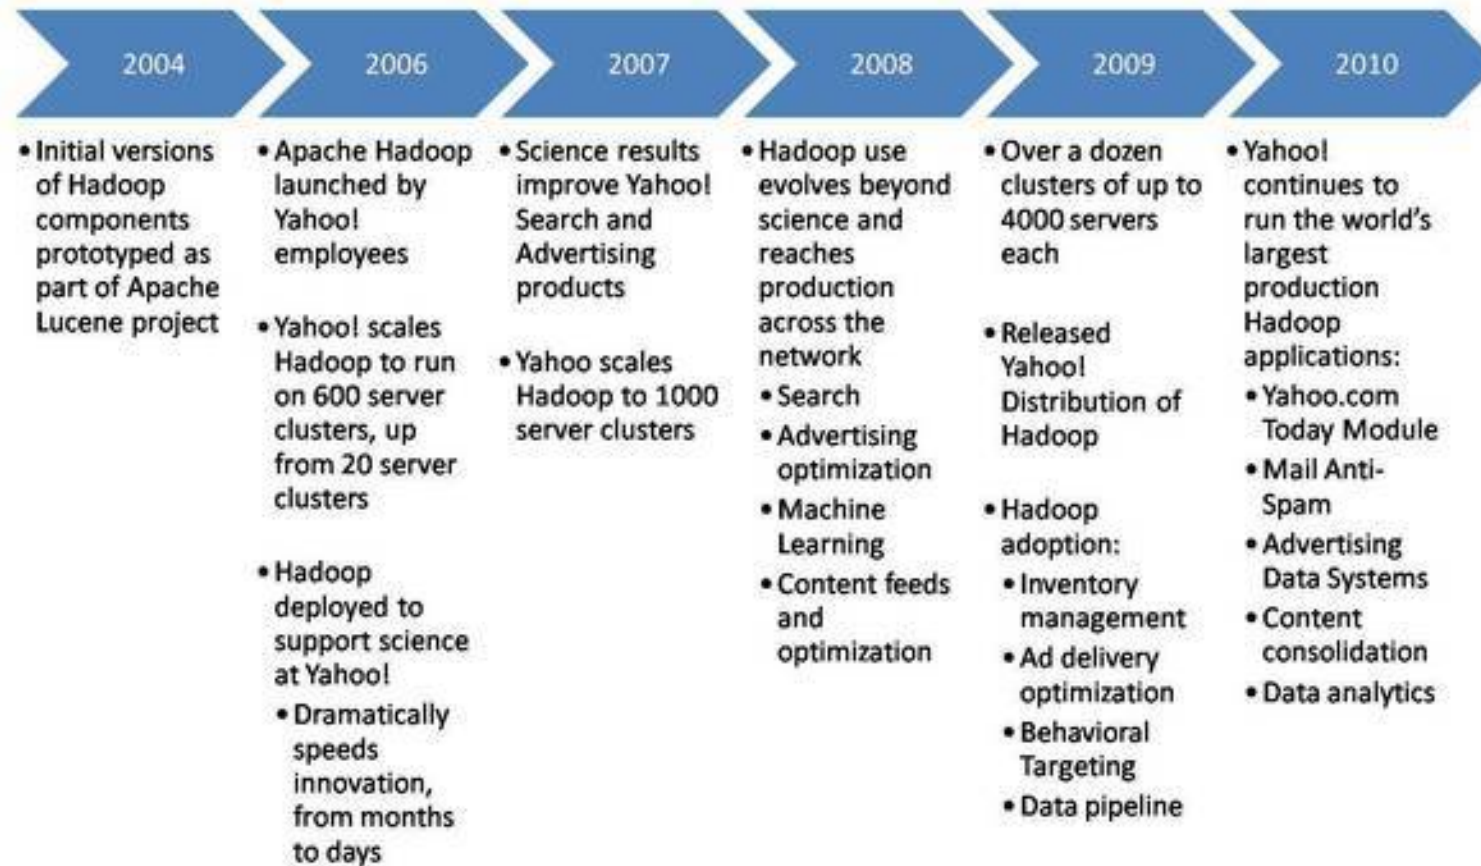 2004
2006
2007
2008
2009
2010
• Initial versions
of Hadoop
components
prototyped as
part of Apache
Lucene project
• Apache Hadoop
launched by
Yahoo!
employees
• Yahoo! scales
Hadoop to run
on 600 server
clusters, up
from 20 server
clusters
• Hadoop
deployed to
support science
at Yahoo!
• Dramatically
speeds
innovation,
from months
to days
• Science results
improve Yahoo!
Search and
Advertising
products
• Yahoo scales
Hadoop to 1000
server clusters
• Hadoop use
evolves beyond
science and
reaches
production
across the
network
• Search
• Advertising
optimization
• Machine
Learning
• Content feeds
and
optimization
• Over a dozen
clusters of up to
4000 servers
each
• Released
Yahoo!
Distribution of
Hadoop
• Hadoop
adoption:
• Inventory
management
• Ad delivery
optimization
• Behavioral
Targeting
• Data pipeline
• Yahoo!
continues to
run the world's
largest
production
Hadoop
applications:
• Yahoo.com
Today Module
• Mail Anti-
Spam
• Advertising
Data Systems
• Content
consolidation
• Data analytics